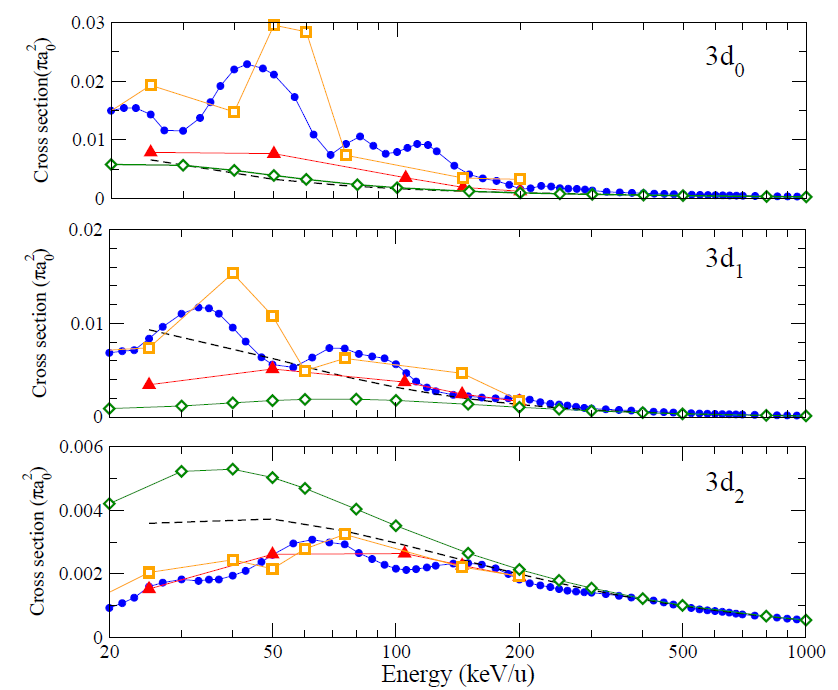 0.03
0.02
0.01
0
Cross section(πa₀²)
3d₀
0.02
0.01
0
Cross section (πa₀²)
3d₁
0.006
0.004
0.002
0
Cross section (πa₀²)
3d₂
20 50 100 200 500 1000
Energy (keV/u)